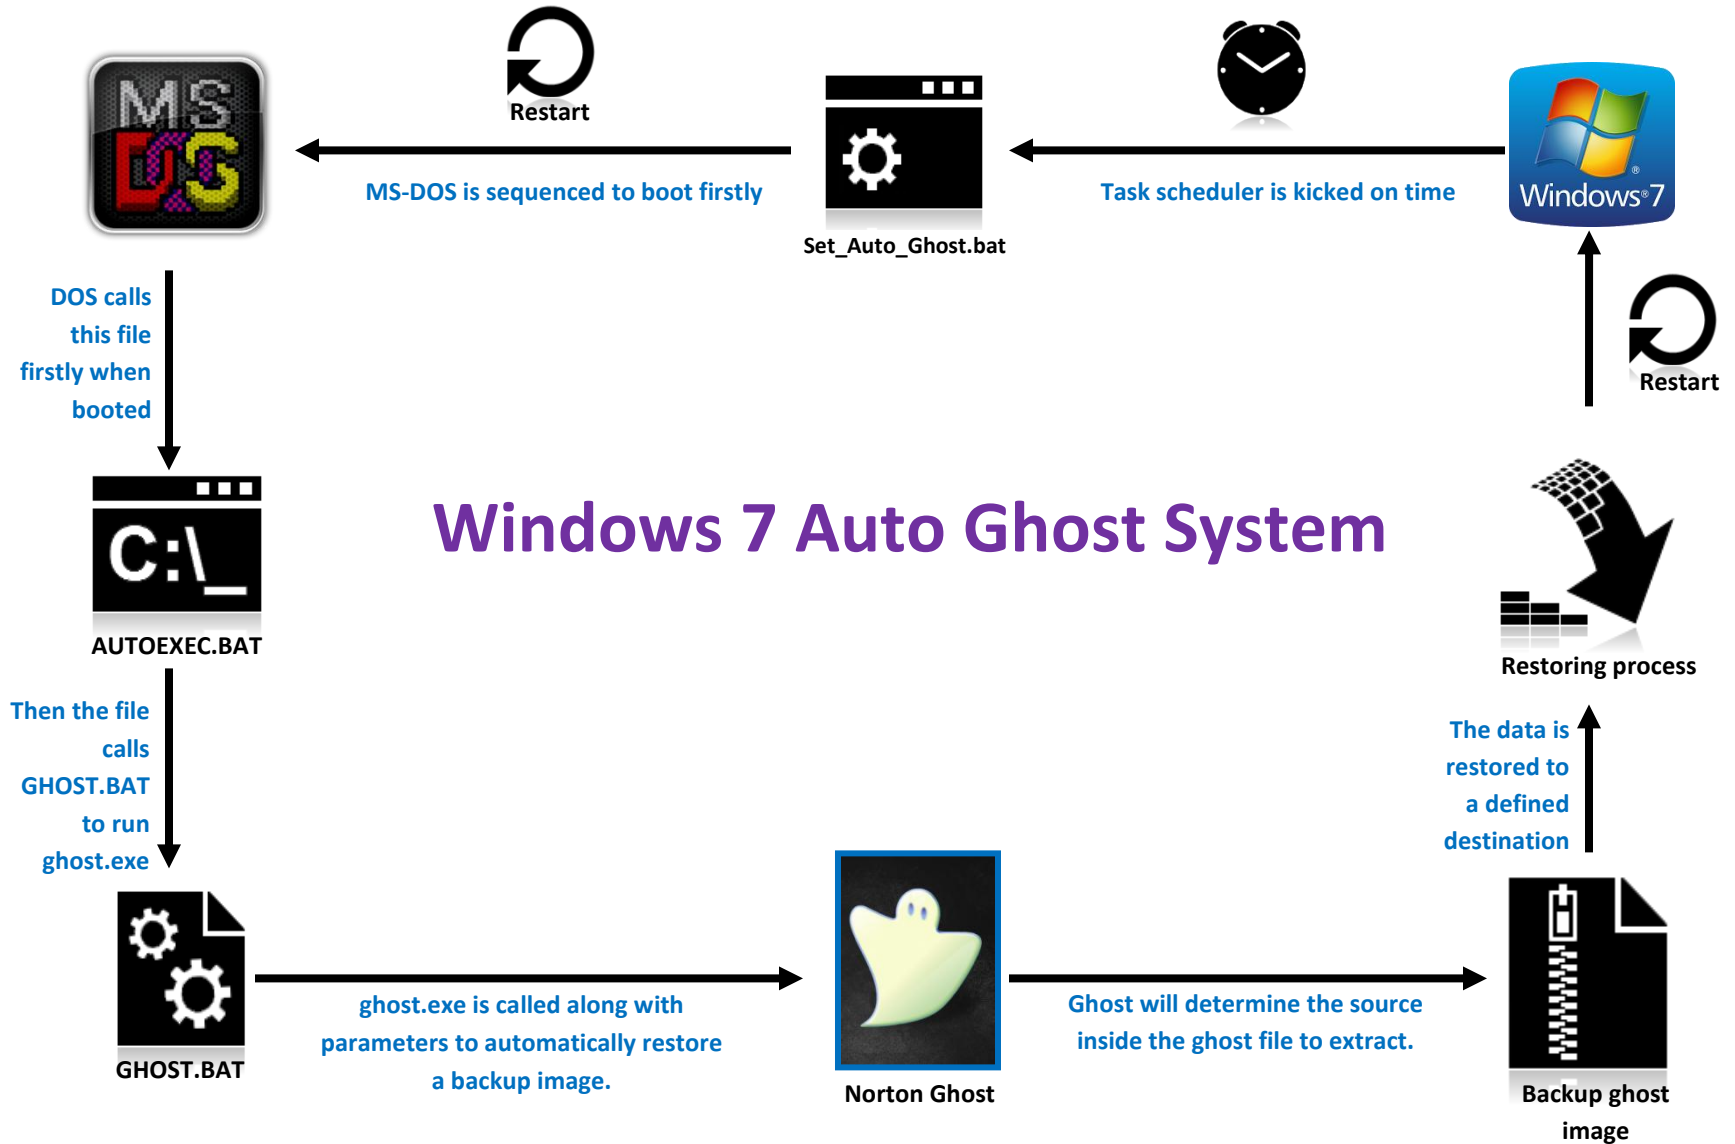 Restart
MS
DOS
MS-DOS is sequenced to boot firstly
Set_Auto_Ghost.bat
Task scheduler is kicked on time
Windows®7
Restart
DOS calls
this file
firstly when
booted
C:\_
AUTOEXEC.BAT
Windows 7 Auto Ghost System
Restoring process
Then the file
calls
GHOST.BAT
to run
ghost.exe
The data is
restored to
a defined
destination
GHOST.BAT
ghost.exe is called along with
parameters to automatically restore
a backup image.
Norton Ghost
Ghost will determine the source
inside the ghost file to extract.
Backup ghost
image